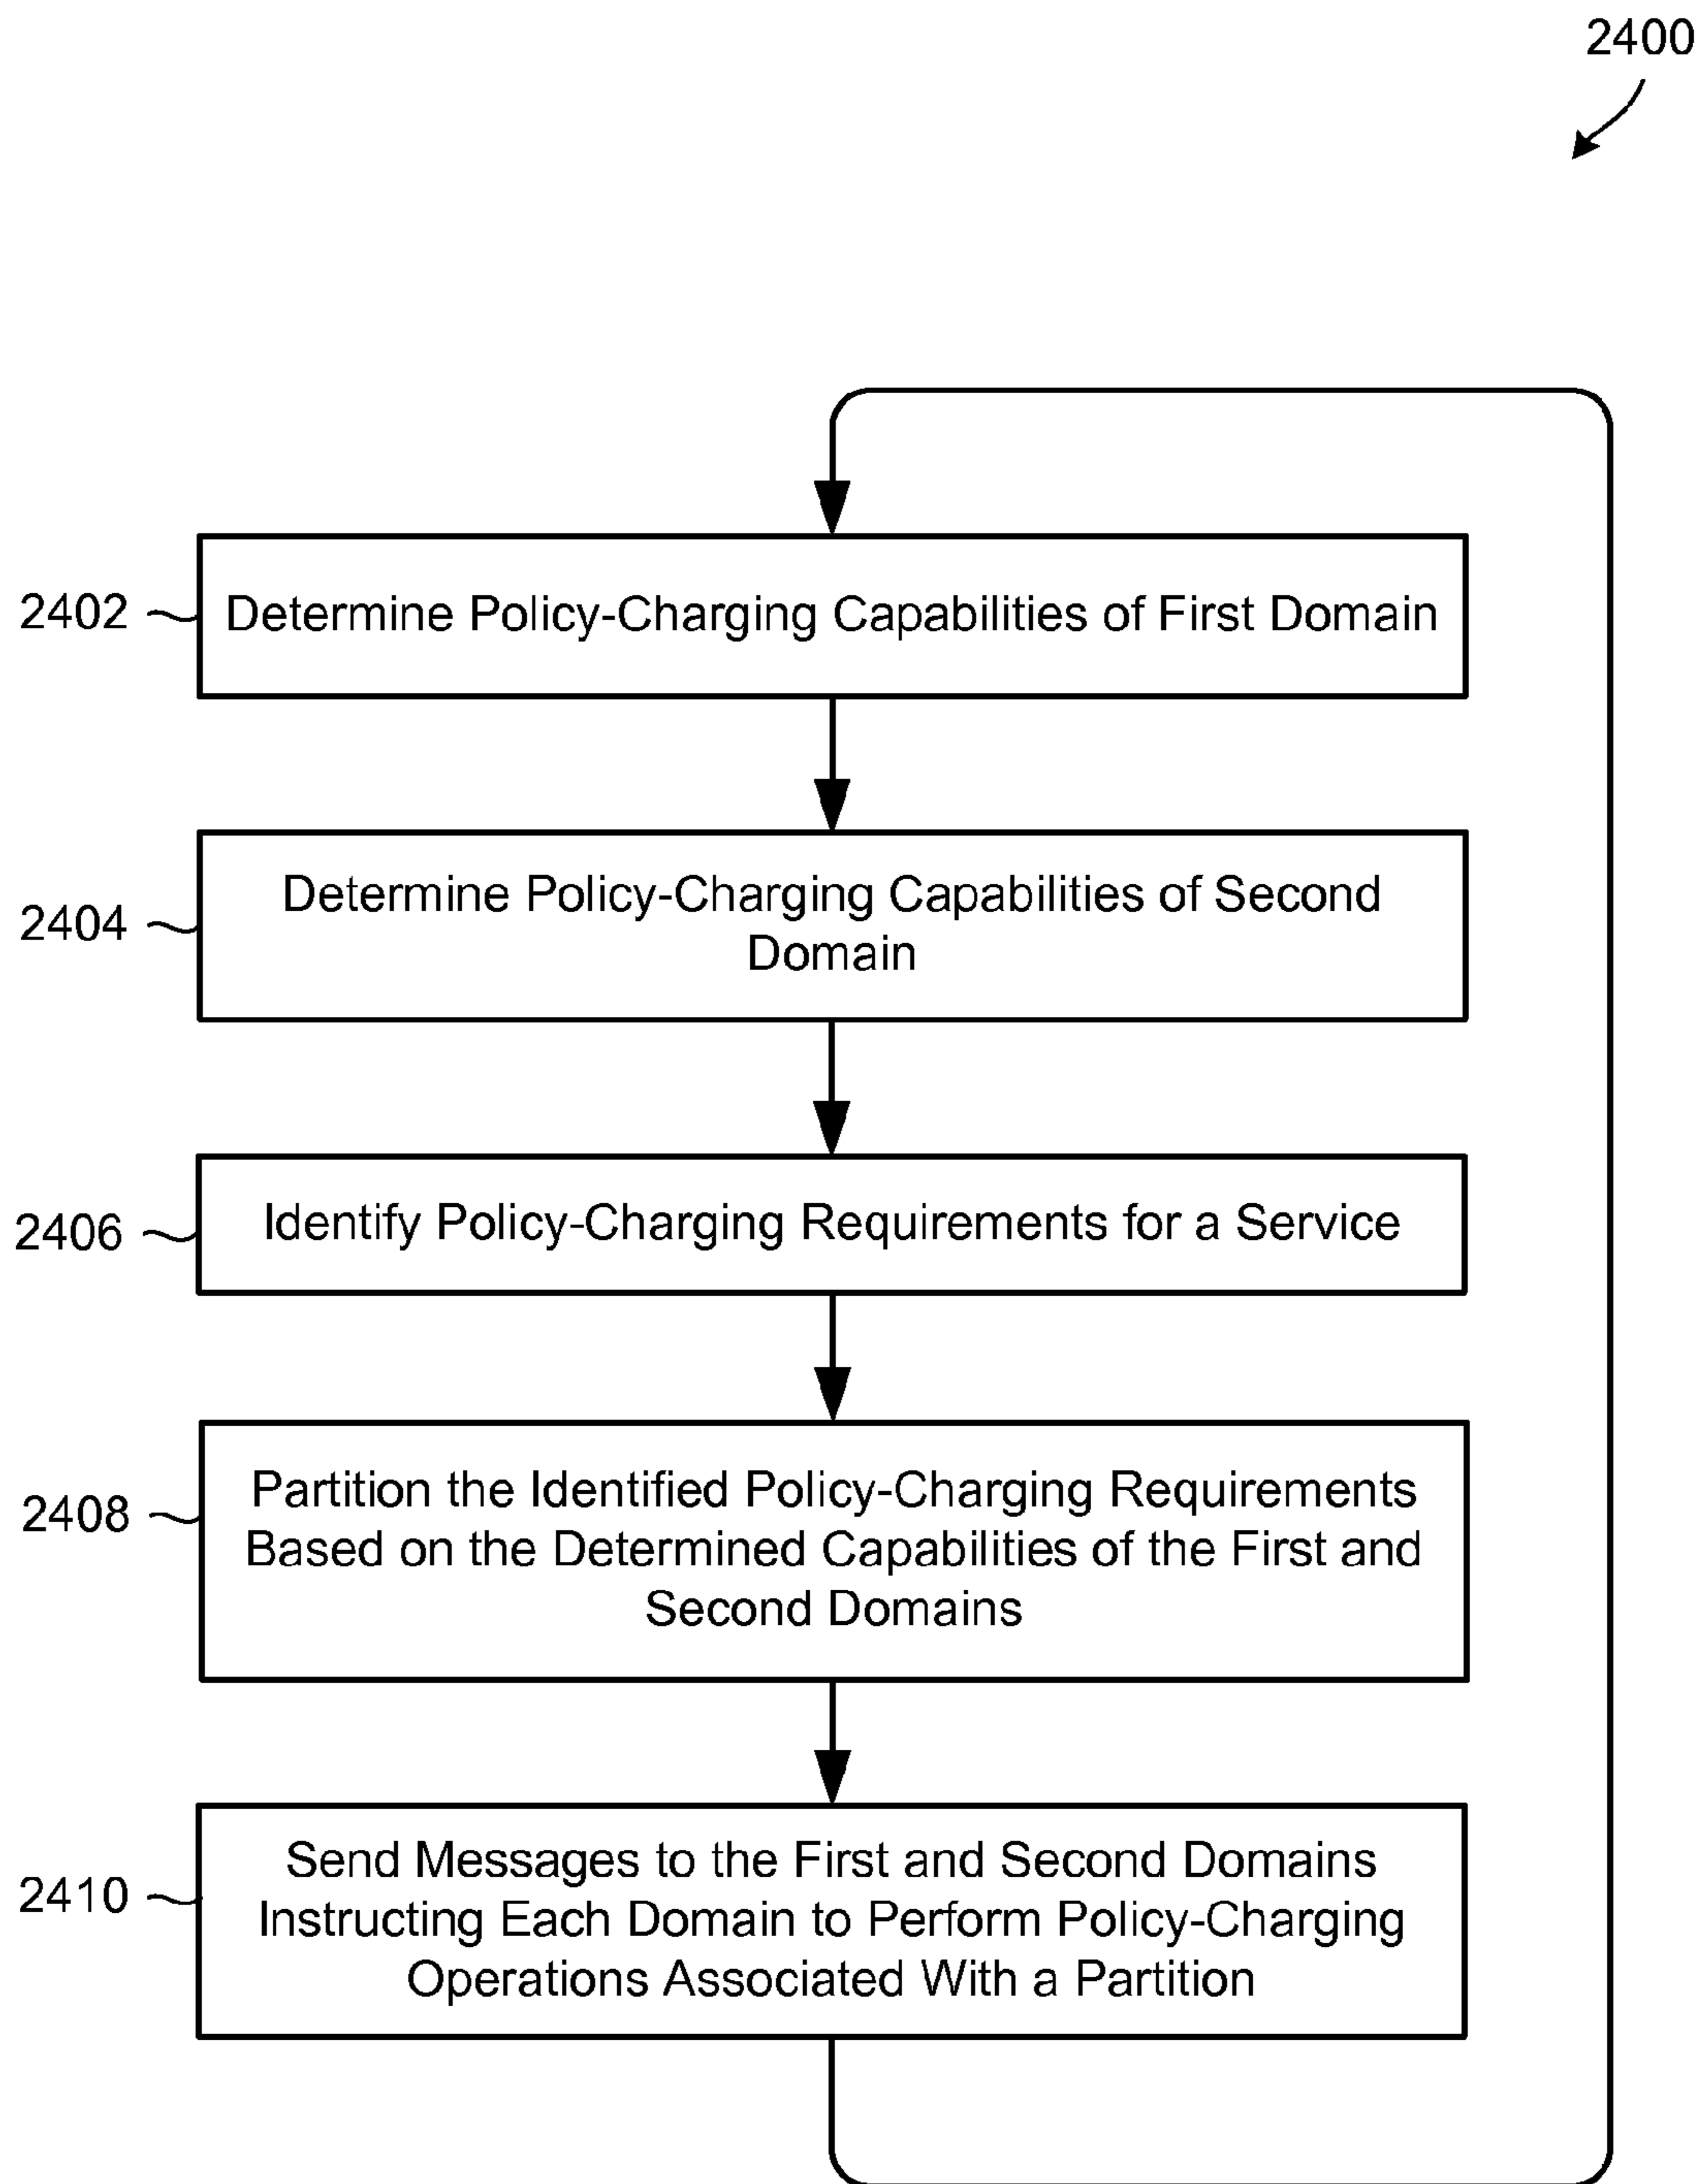 2400
2402
Determine Policy-Charging Capabilities of First Domain
2404
Determine Policy-Charging Capabilities of Second
Domain
2406
Identify Policy-Charging Requirements for a Service
2408
Partition the Identified Policy-Charging Requirements
Based on the Determined Capabilities of the First and
Second Domains
2410
Send Messages to the First and Second Domains
Instructing Each Domain to Perform Policy-Charging
Operations Associated With a Partition